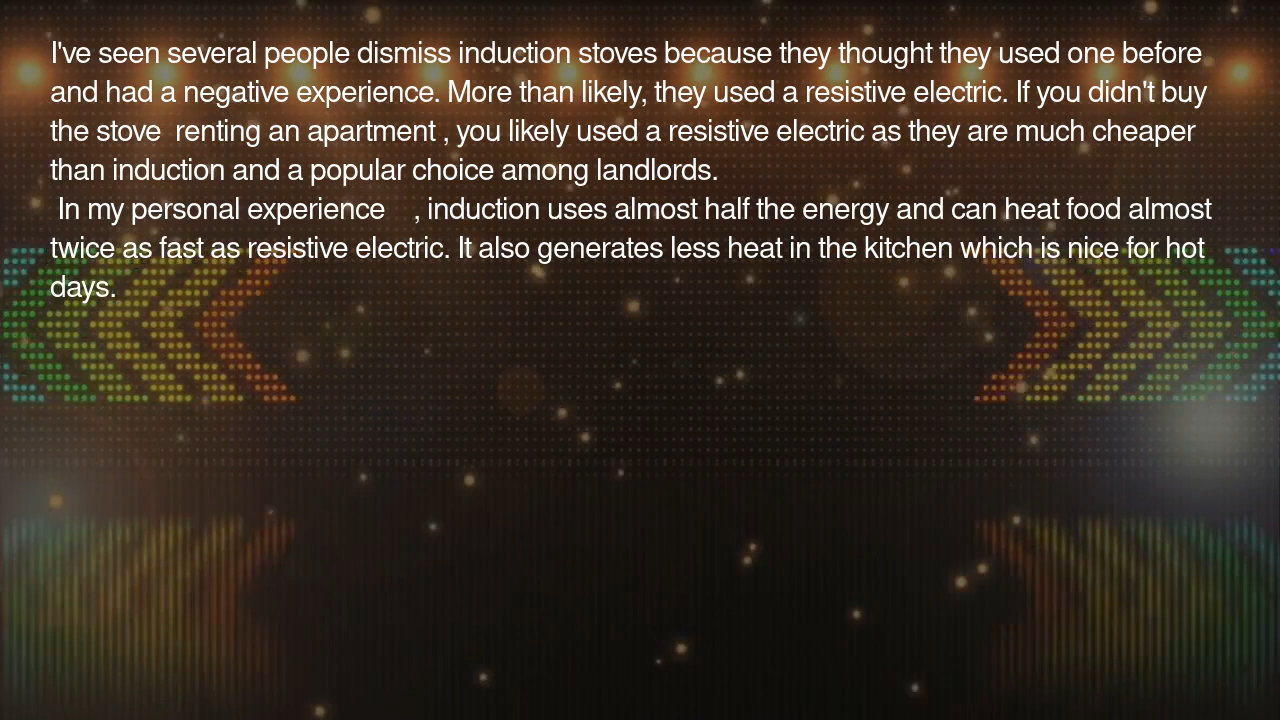 I've seen several people dismiss induction stoves because they thought they used one before
and had a negative experience. More than likely, they used a resistive electric. If you didn't buy
the stove  renting an apartment , you likely used a resistive electric as they are much cheaper
than induction and a popular choice among landlords.
In my personal experience    , induction uses almost half the energy and can heat food almost
twice as fast as resistive electric. It also generates less heat in the kitchen which is nice for hot
days.